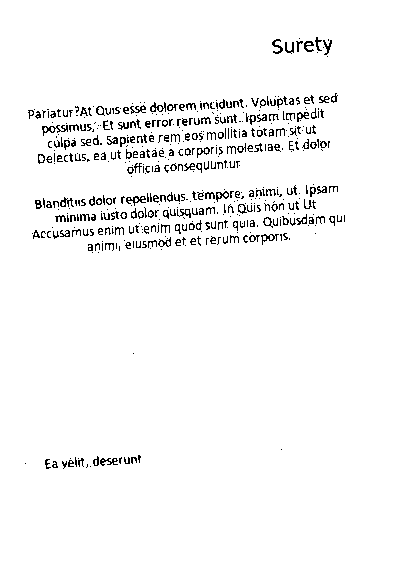 Surety
Pariatur? At Quis esse dolorem incidunt. Voluptas et sed
possimus, Et sunt error rerum sunt. Ipsam Impedit
culpa sed. Sapiente rem eos mollitia totam sit ut
Delectus, ea ut beatae a corporis molestiae. Et dolor
officia consequuntur
Blanditiis dolor repellendus. tempore, animi, ut. Ipsam
minima iusto dolor quisquam. In Quis non ut Ut
Accusamus enim ut enim quod sunt quia. Quibusdam qui
animi, eiusmod et et rerum corporis.
Ea velit, deserunt